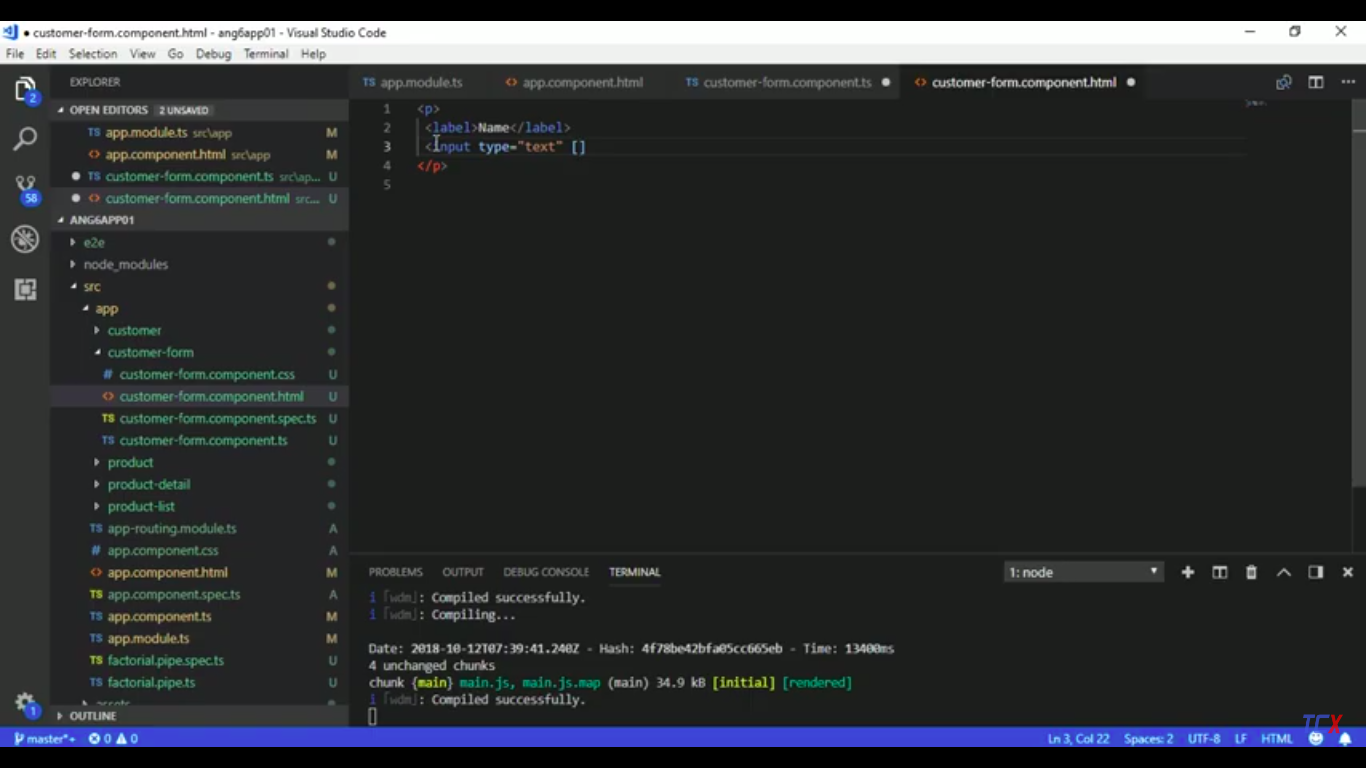 customer-form.component.html - ang6app01 - Visual Studio Code
File Edit Selection View Go Debug Terminal Help
EXPLORER
OPEN EDITORS 2 UNSAVED
TS app.module.ts src\app M
<> app.component.html src\app M
TS customer-form.component.ts src\ap... U
<> customer-form.component.html src... U
ANG6APP01
e2e
node_modules
src
app
customer
customer-form
# customer-form.component.css U
<> customer-form.component.html U
TS customer-form.component.spec.ts U
TS customer-form.component.ts U
product
product-detail
product-list
TS app-routing.module.ts A
# app.component.css A
<> app.component.html M
TS app.component.spec.ts A
TS app.component.ts M
TS app.module.ts M
TS factorial.pipe.spec.ts U
TS factorial.pipe.ts U
assets
OUTLINE
2
58
1
TS app.module.ts <> app.component.html TS customer-form.component.ts <> customer-form.component.html
1 <p>
2 <label>Name</label>
3 <input type="text" []
4 </p>
5
PROBLEMS OUTPUT DEBUG CONSOLE TERMINAL 1: node
i ｢wdm｣: Compiled successfully.
i ｢wdm｣: Compiling...
Date: 2018-10-12T07:39:41.240Z - Hash: 4f78be42bfa05cc665eb - Time: 13400ms
4 unchanged chunks
chunk {main} main.js, main.js.map (main) 34.9 kB [initial] [rendered]
i ｢wdm｣: Compiled successfully.
TCX
master*+ 0 0 Ln 3, Col 22 Spaces: 2 UTF-8 LF HTML